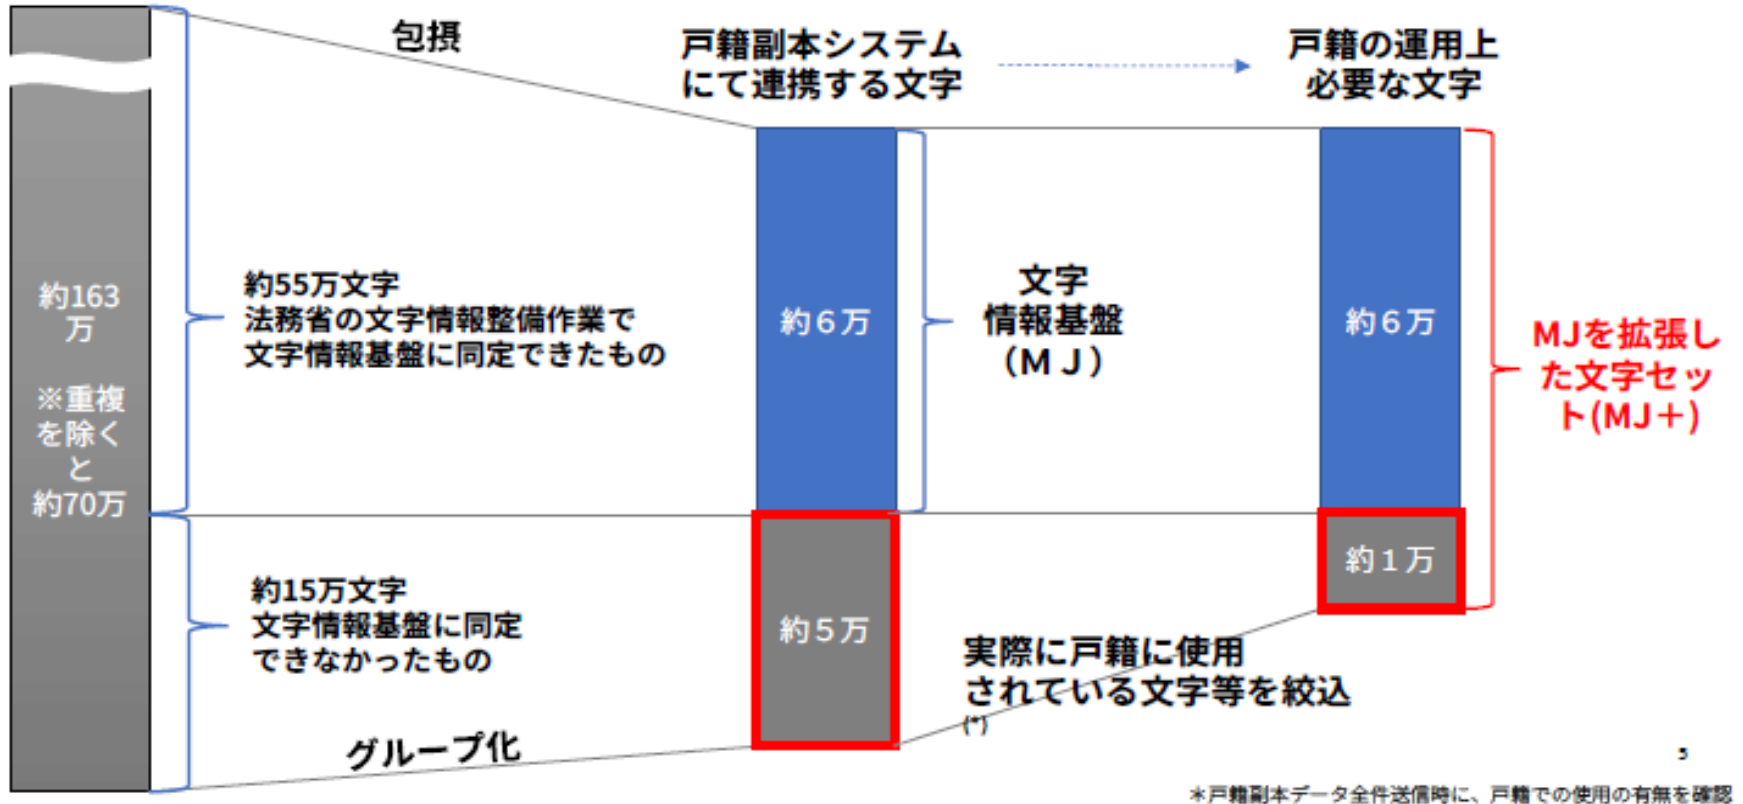 包摂
戸籍副本システム
にて連携する文字
戸籍の運用上
必要な文字
約163
万
※重複
を除く
と
約70万
約55万文字
法務省の文字情報整備作業で
文字情報基盤に同定できたもの
約６万
文字
情報基盤
（ＭＪ）
約６万
MJを拡張し
た文字セッ
ト(MJ＋)
約15万文字
文字情報基盤に同定
できなかったもの
約５万
約１万
実際に戸籍に使用
されている文字等を絞込
(*)
グループ化
5
＊戸籍副本データ全件送信時に、戸籍での使用の有無を確認